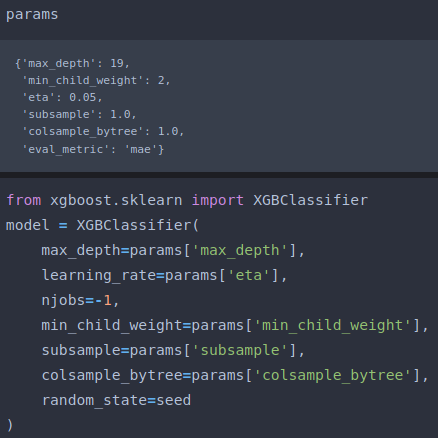 params
{'max_depth': 19,
 'min_child_weight': 2,
 'eta': 0.05,
 'subsample': 1.0,
 'colsample_bytree': 1.0,
 'eval_metric': 'mae'}
from xgboost.sklearn import XGBClassifier
model = XGBClassifier(
    max_depth=params['max_depth'],
    learning_rate=params['eta'],
    njobs=-1,
    min_child_weight=params['min_child_weight'],
    subsample=params['subsample'],
    colsample_bytree=params['colsample_bytree'],
    random_state=seed
)